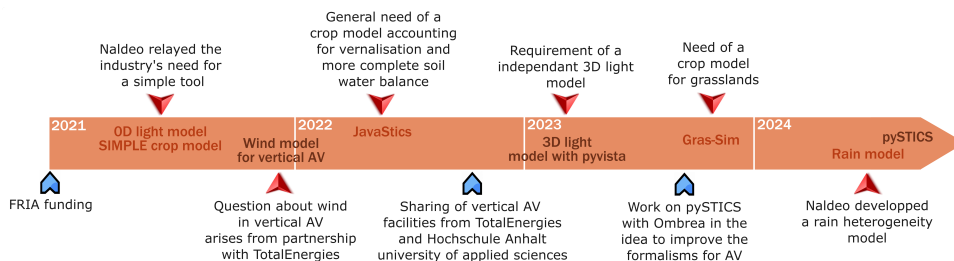 Naldeo relayed the
industry's need for
a simple tool
General need of a
crop model accounting
for vernalisation and
more complete soil
water balance
Requirement of a
independant 3D light
model
Need of a
crop model
for grasslands
2021
0D light model
SIMPLE crop model
Wind model
for vertical AV
2022
JavaStics
2023
3D light
model with pyvista
Gras-Sim
2024
pySTICS
Rain model
FRIA funding
Question about wind
in vertical AV
arises from partnership
with TotalEnergies
Sharing of vertical AV
facilities from TotalEnergies
and Hochschule Anhalt
university of applied sciences
Work on pySTICS
with Ombrea in the
idea to improve the
formalisms for AV
Naldeo developped
a rain heterogeneity
model